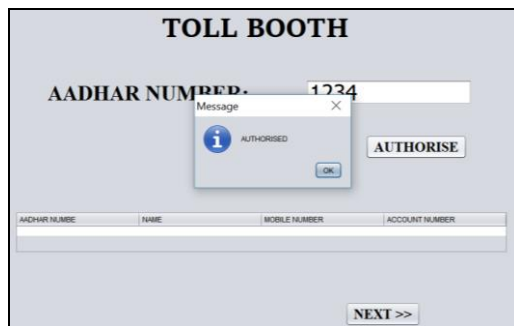 TOLL BOOTH
AADHAR NUMBER: 1234
Message
AUTHORISED
OK
AUTHORISE
AADHAR NUMBE NAME MOBILE NUMBER ACCOUNT NUMBER
NEXT >>